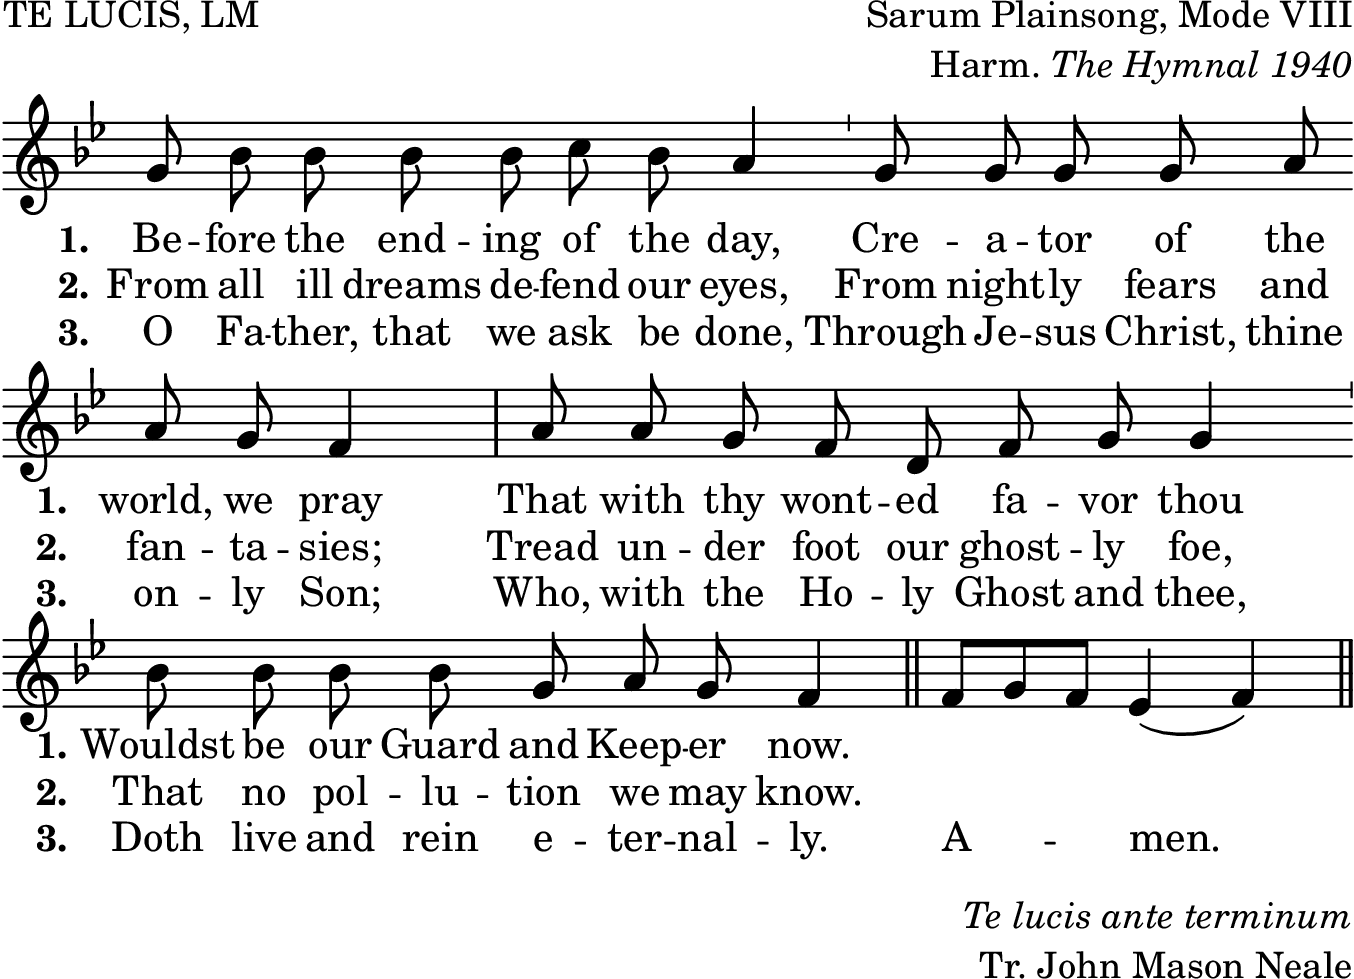 TE LUCIS, LM
Sarum Plainsong, Mode VIII
Harm. The Hymnal 1940
1. Be -- fore the end -- ing of the day, Cre -- a -- tor of the
2. From all ill dreams de -- fend our eyes, From night -- ly fears and
3. O Fa -- ther, that we ask be done, Through Je -- sus Christ, thine
1. world, we pray That with thy wont -- ed fa -- vor thou
2. fan -- ta -- sies; Tread un -- der foot our ghost -- ly foe,
3. on -- ly Son; Who, with the Ho -- ly Ghost and thee,
1. Wouldst be our Guard and Keep -- er now.
2. That no pol -- lu -- tion we may know.
3. Doth live and rein e -- ter -- nal -- ly. A -- men.
Te lucis ante terminum
Tr. John Mason Neale